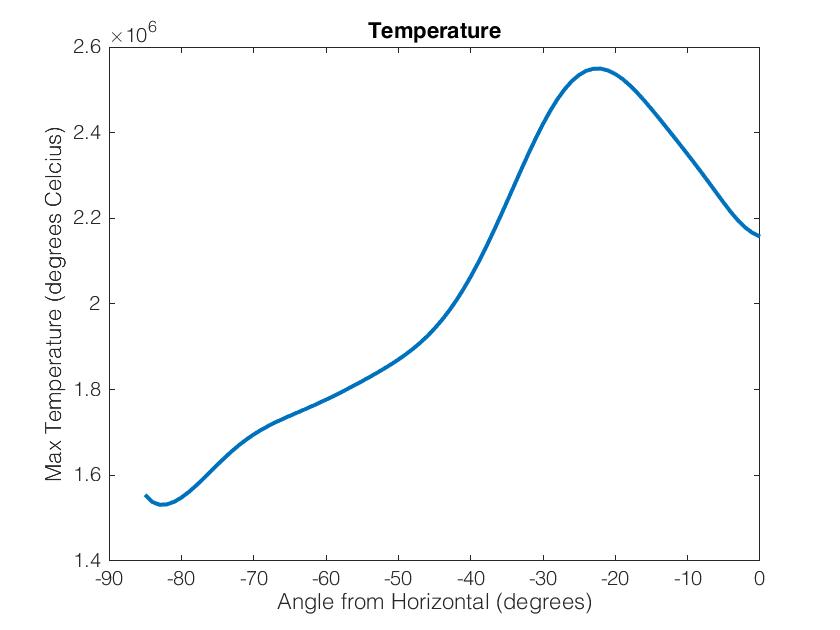 Temperature
×10^6
2.6
2.4
2.2
2
1.8
1.6
1.4
Max Temperature (degrees Celcius)
-90 -80 -70 -60 -50 -40 -30 -20 -10 0
Angle from Horizontal (degrees)